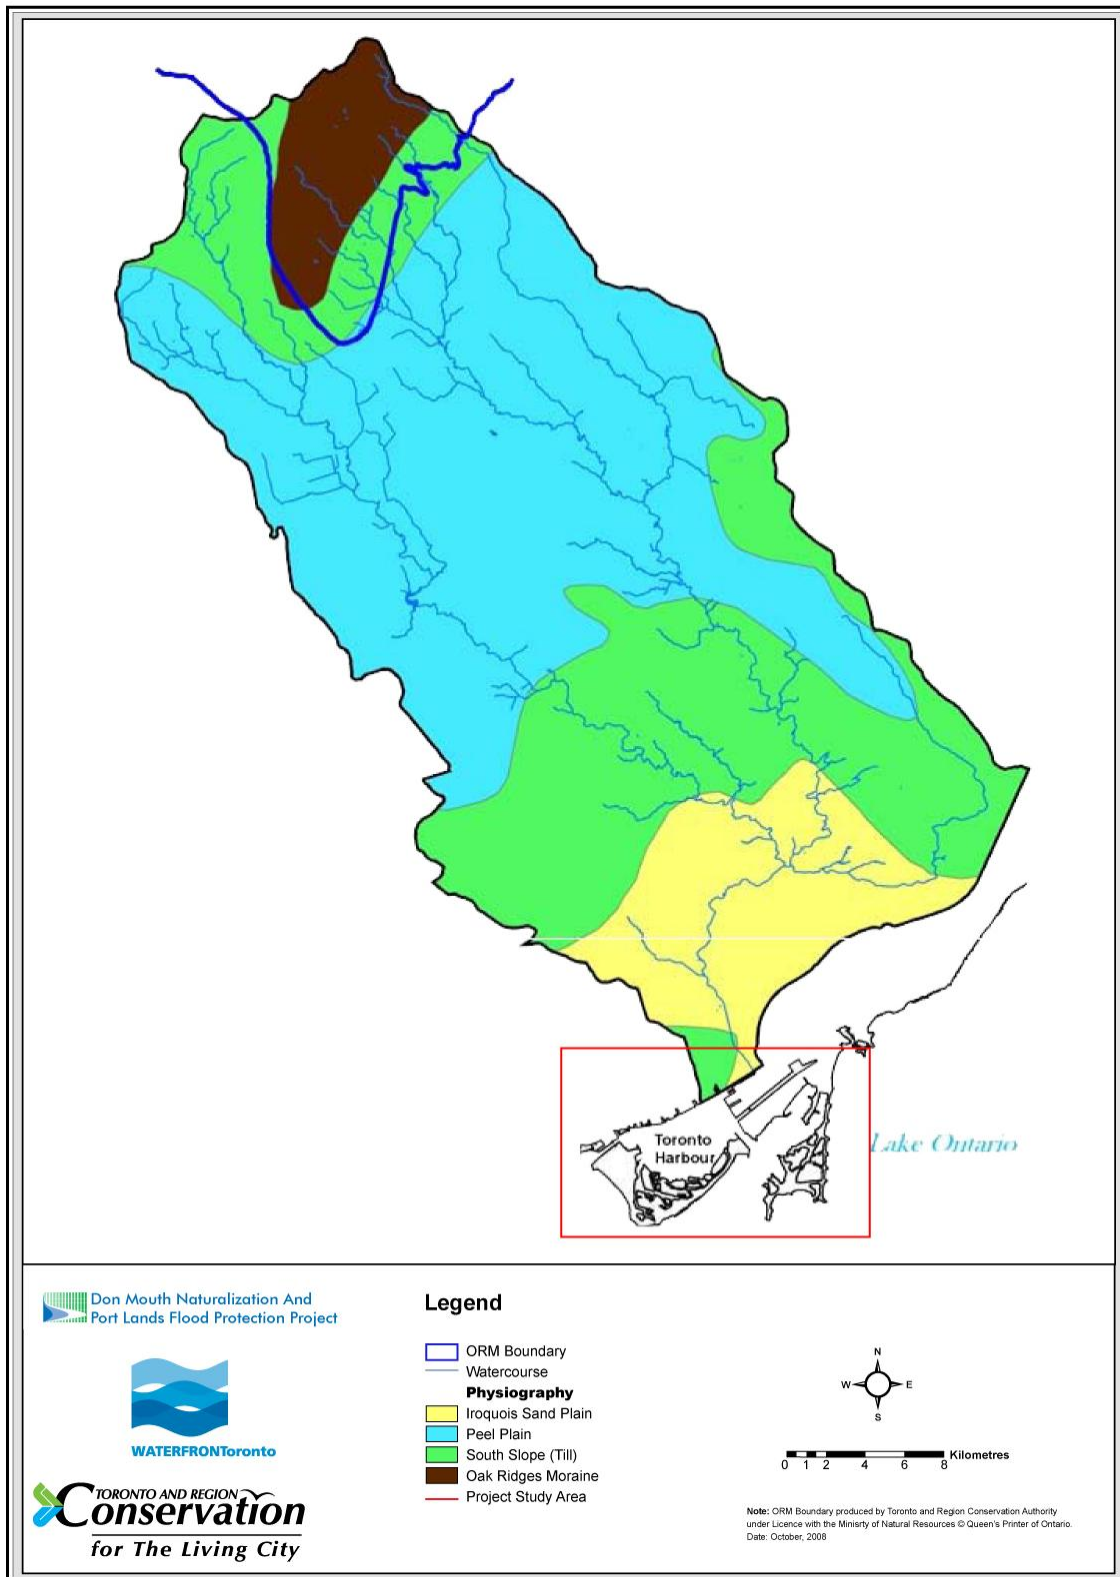 Toronto
Harbour
Lake Ontario
Don Mouth Naturalization And
Port Lands Flood Protection Project
WATERFRONToronto
TORONTO AND REGION
Conservation
for The Living City
Legend
ORM Boundary
Watercourse
Physiography
Iroquois Sand Plain
Peel Plain
South Slope (Till)
Oak Ridges Moraine
Project Study Area
N
W E
S
Kilometres
0 1 2 4 6 8
Note: ORM Boundary produced by Toronto and Region Conservation Authority
under Licence with the Minisrty of Natural Resources © Queen's Printer of Ontario.
Date: October, 2008